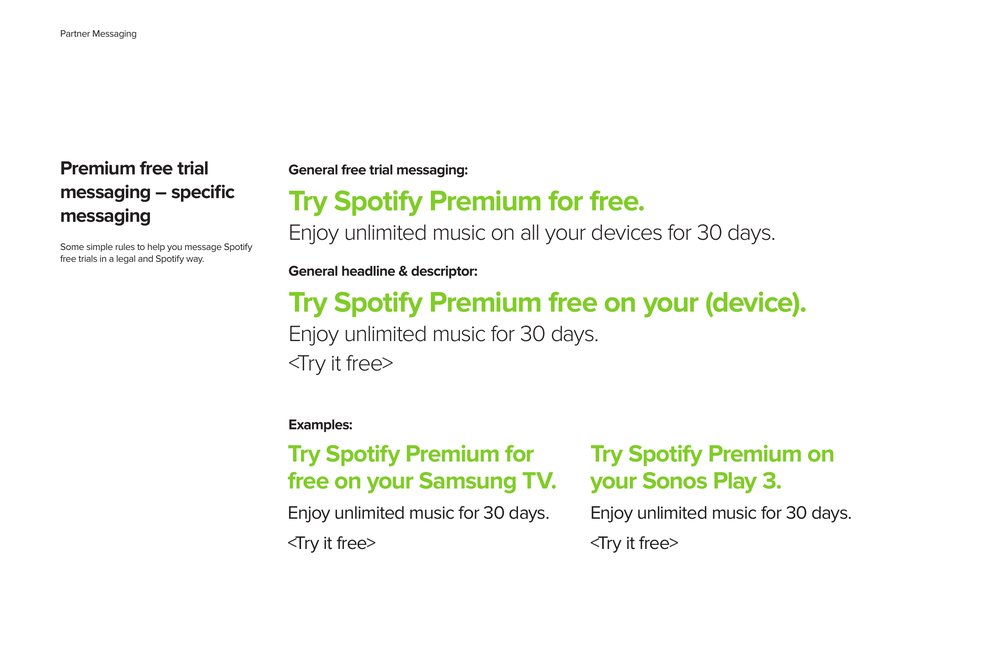 Partner Messaging
Premium free trial
messaging – specific
messaging
Some simple rules to help you message Spotify
free trials in a legal and Spotify way.
General free trial messaging:
Try Spotify Premium for free.
Enjoy unlimited music on all your devices for 30 days.
General headline & descriptor:
Try Spotify Premium free on your (device).
Enjoy unlimited music for 30 days.
<Try it free>
Examples:
Try Spotify Premium for
free on your Samsung TV.
Enjoy unlimited music for 30 days.
<Try it free>
Try Spotify Premium on
your Sonos Play 3.
Enjoy unlimited music for 30 days.
<Try it free>